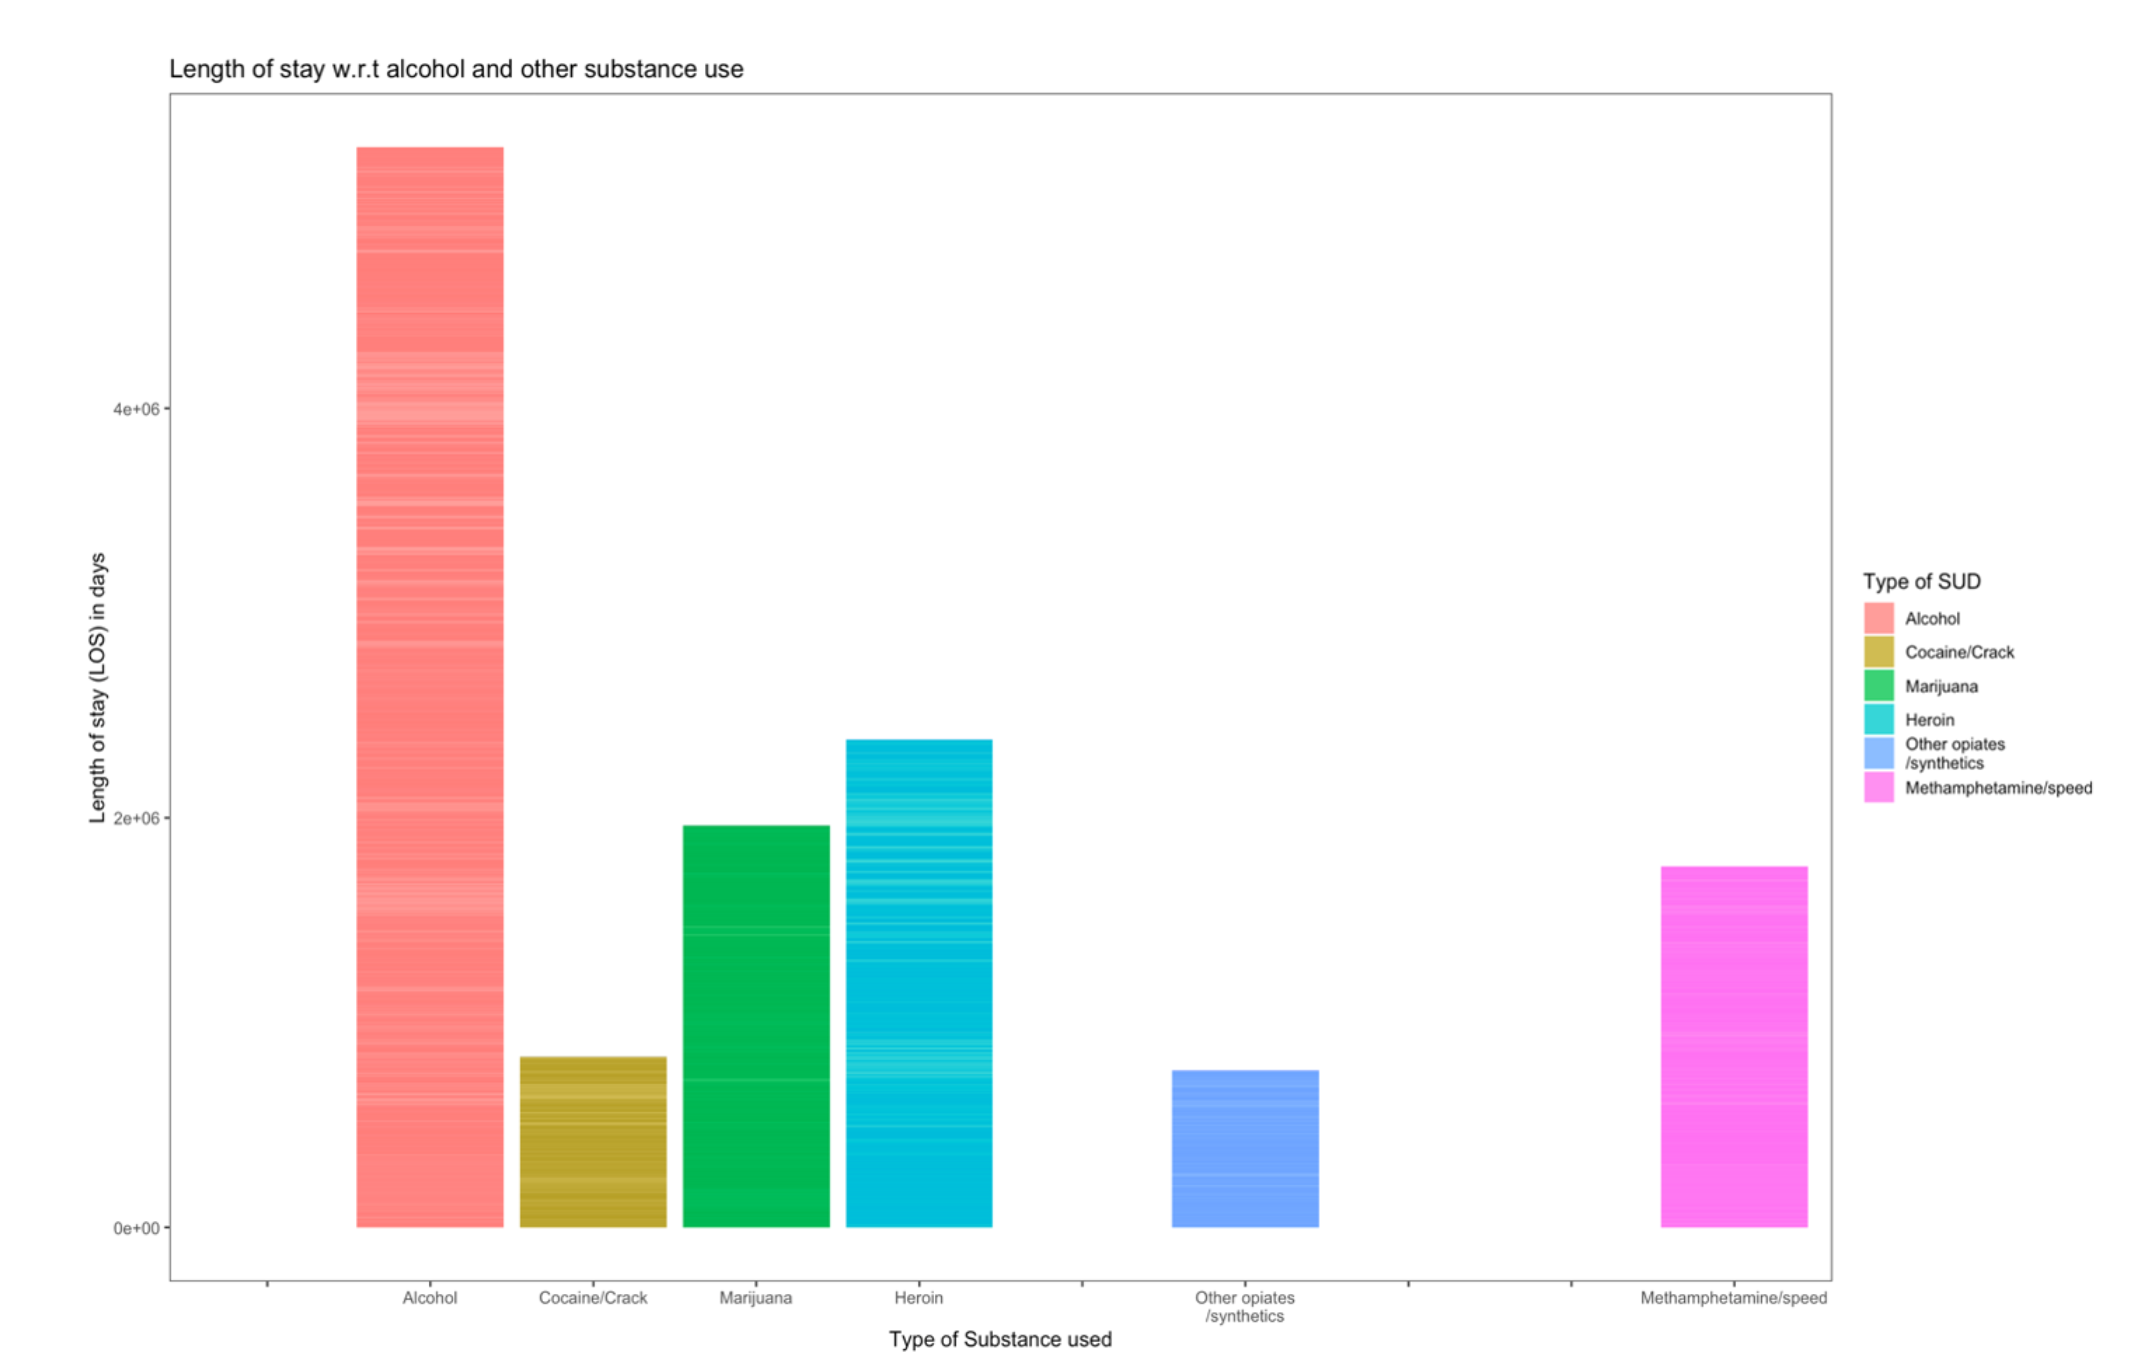 Length of stay w.r.t alcohol and other substance use
Length of stay (LOS) in days
4e+06
2e+06
0e+00
Alcohol
Cocaine/Crack
Marijuana
Heroin
Other opiates
/synthetics
Methamphetamine/speed
Type of Substance used
Type of SUD
Alcohol
Cocaine/Crack
Marijuana
Heroin
Other opiates
/synthetics
Methamphetamine/speed